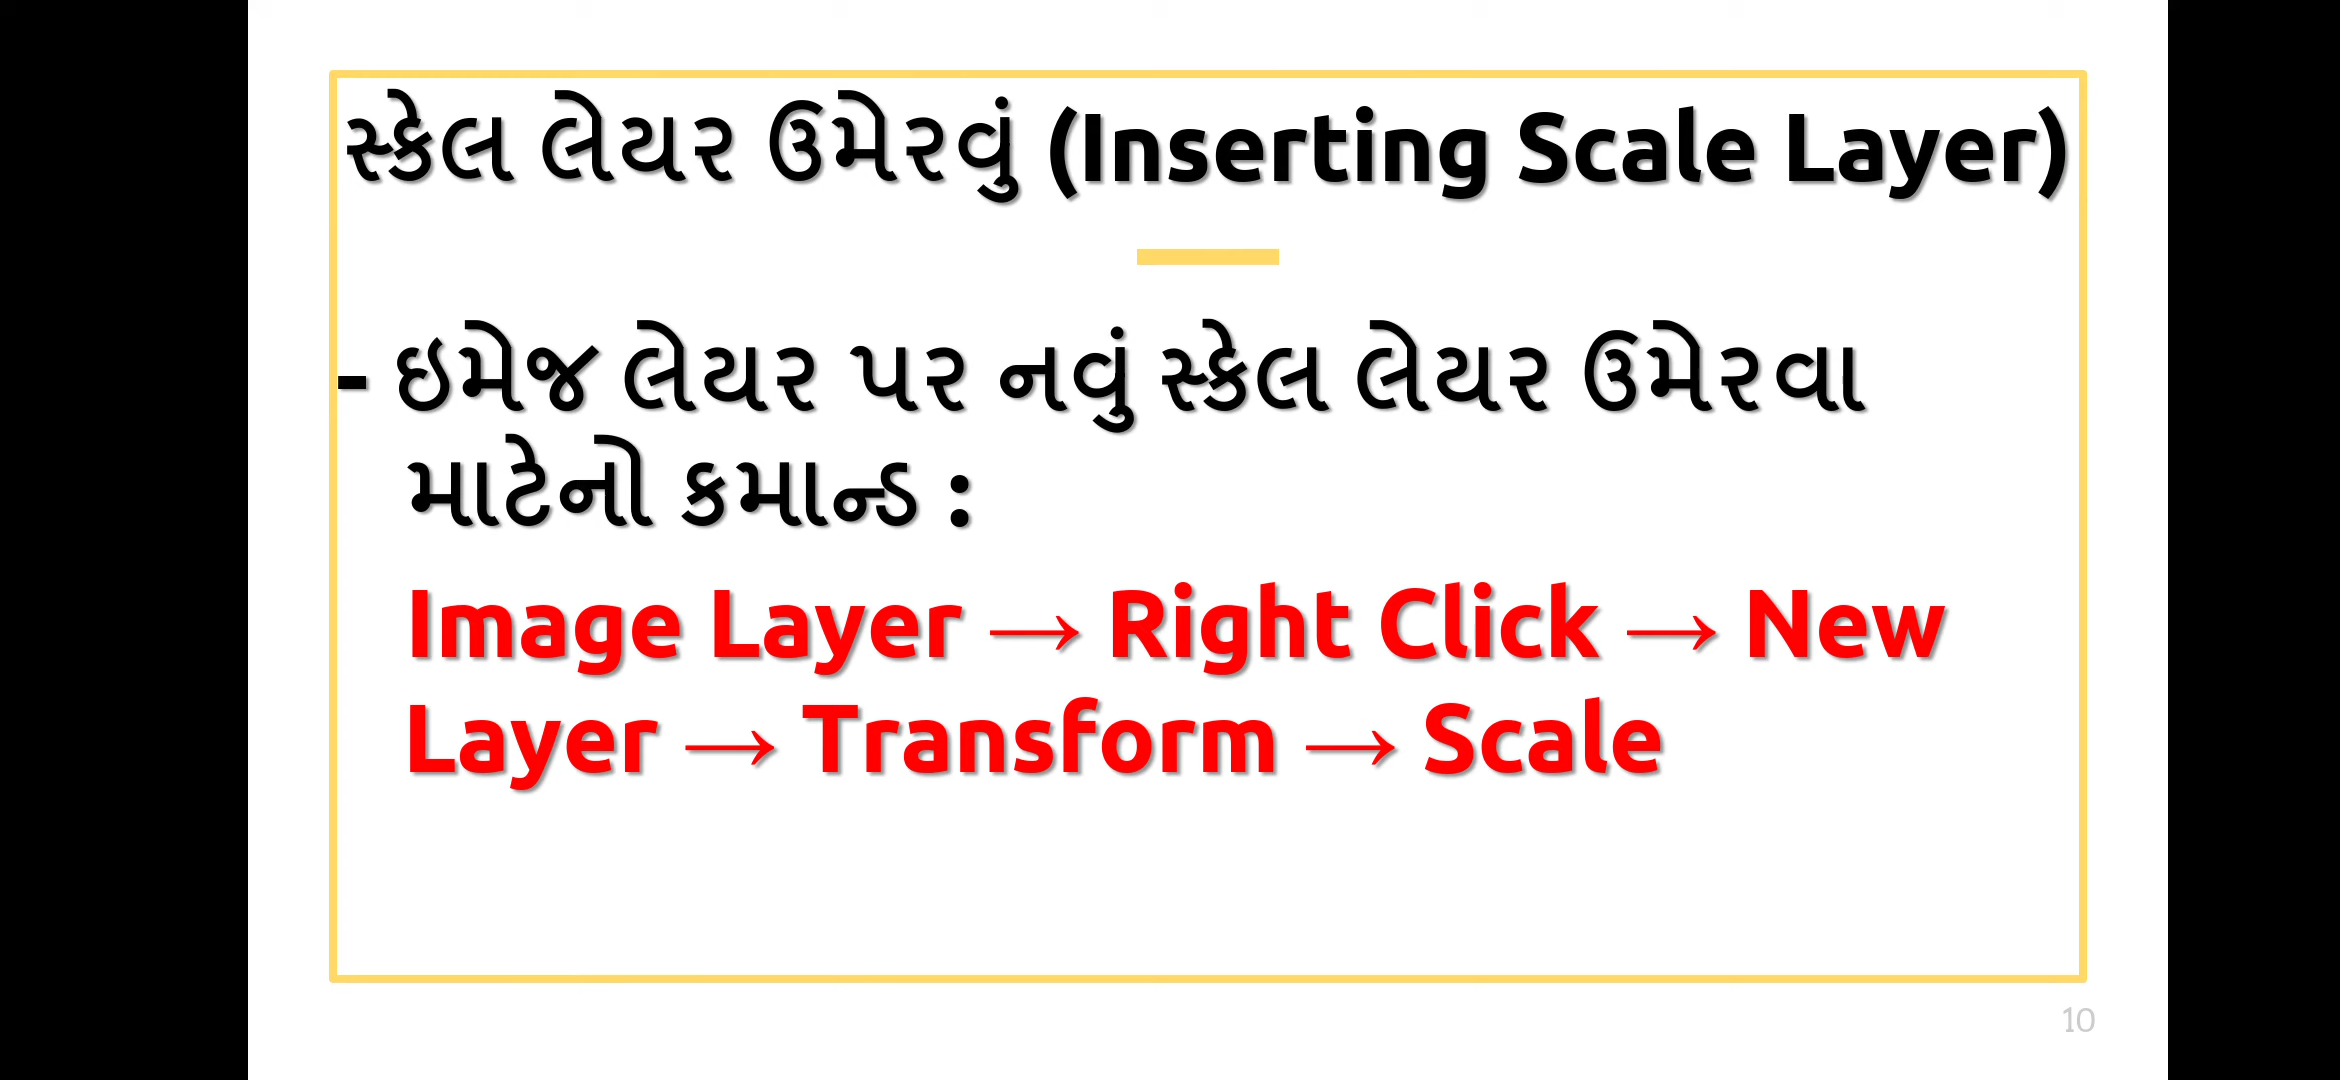 સ્કેલ લેયર ઉમેરવું (Inserting Scale Layer)
- ઇમેજ લેયર પર નવું સ્કેલ લેયર ઉમેરવા
માટેનો કમાન્ડ :
Image Layer → Right Click → New
Layer → Transform → Scale
10